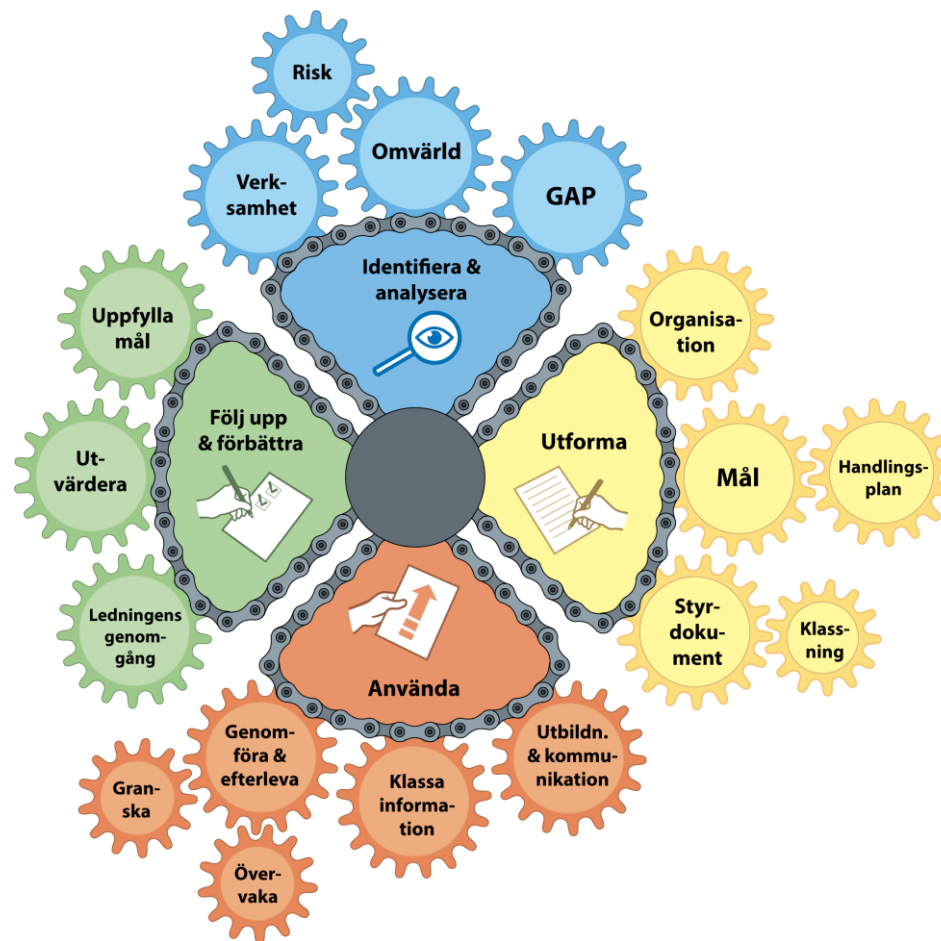 Risk
Omvärld
Verk-
samhet
GAP
Identifiera &
analysera
Uppfylla
mål
Organisa-
tion
Följ upp
& förbättra
Utforma
Ut-
värdera
Mål
Handlings-
plan
Ledningens
genom-
gång
Styr-
doku-
ment
Klass-
ning
Använda
Genom-
föra &
efterleva
Utbildn.
& kommu-
nikation
Klassa
informa-
tion
Gran-
ska
Över-
vaka